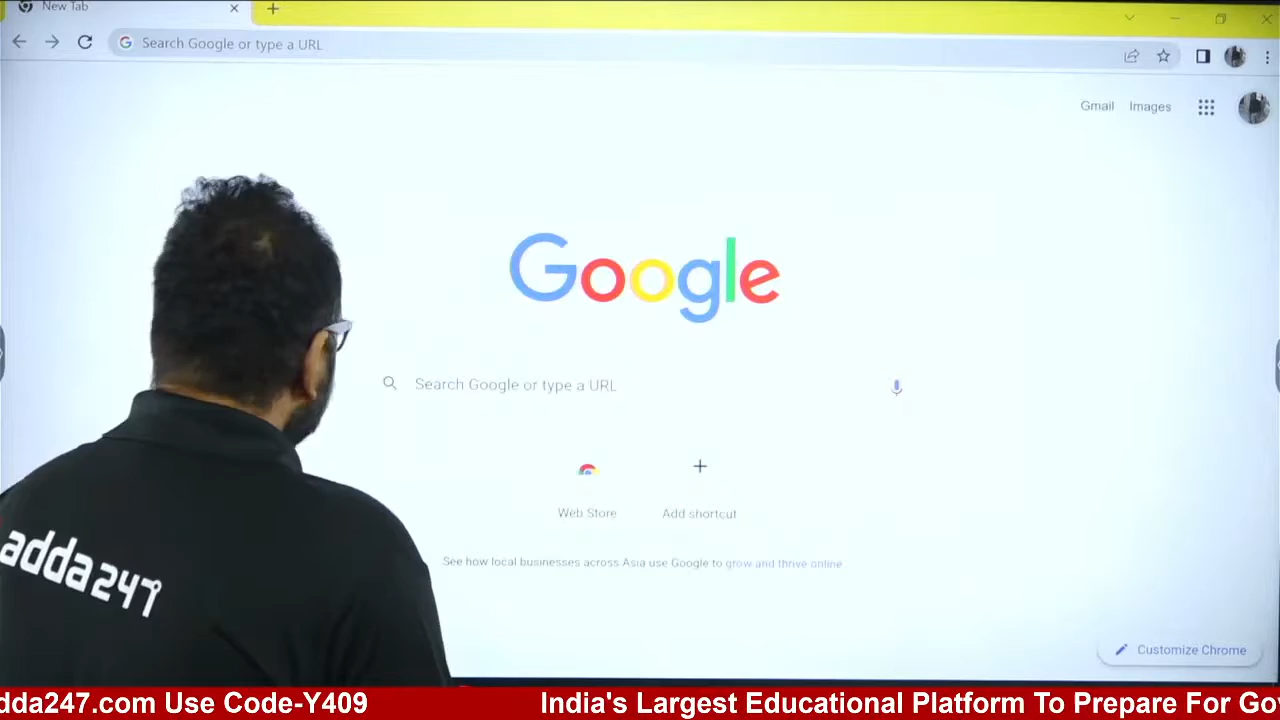 New Tab
Search Google or type a URL
Gmail Images
Google
Search Google or type a URL
Web Store Add shortcut
See how local businesses across Asia use Google to grow and thrive online
Customize Chrome
adda247
dda247.com Use Code-Y409 India's Largest Educational Platform To Prepare For Go